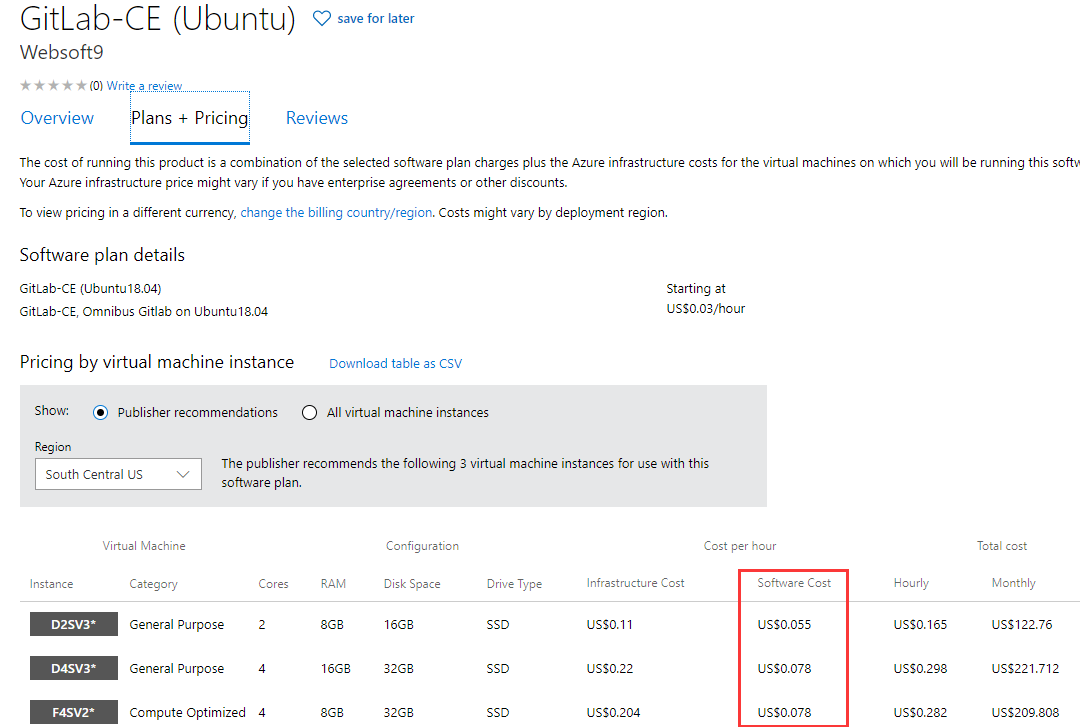 GitLab-CE (Ubuntu) save for later
Websoft9
(0) Write a review
Overview Plans + Pricing Reviews
The cost of running this product is a combination of the selected software plan charges plus the Azure infrastructure costs for the virtual machines on which you will be running this softw
Your Azure infrastructure price might vary if you have enterprise agreements or other discounts.
To view pricing in a different currency, change the billing country/region. Costs might vary by deployment region.
Software plan details
GitLab-CE (Ubuntu18.04) Starting at
GitLab-CE, Omnibus Gitlab on Ubuntu18.04 US$0.03/hour
Pricing by virtual machine instance Download table as CSV
Show: Publisher recommendations All virtual machine instances
Region
South Central US
The publisher recommends the following 3 virtual machine instances for use with this
software plan.
Virtual Machine Configuration Cost per hour Total cost
Instance Category Cores RAM Disk Space Drive Type Infrastructure Cost Software Cost Hourly Monthly
D2SV3* General Purpose 2 8GB 16GB SSD US$0.11 US$0.055 US$0.165 US$122.76
D4SV3* General Purpose 4 16GB 32GB SSD US$0.22 US$0.078 US$0.298 US$221.712
F4SV2* Compute Optimized 4 8GB 32GB SSD US$0.204 US$0.078 US$0.282 US$209.808